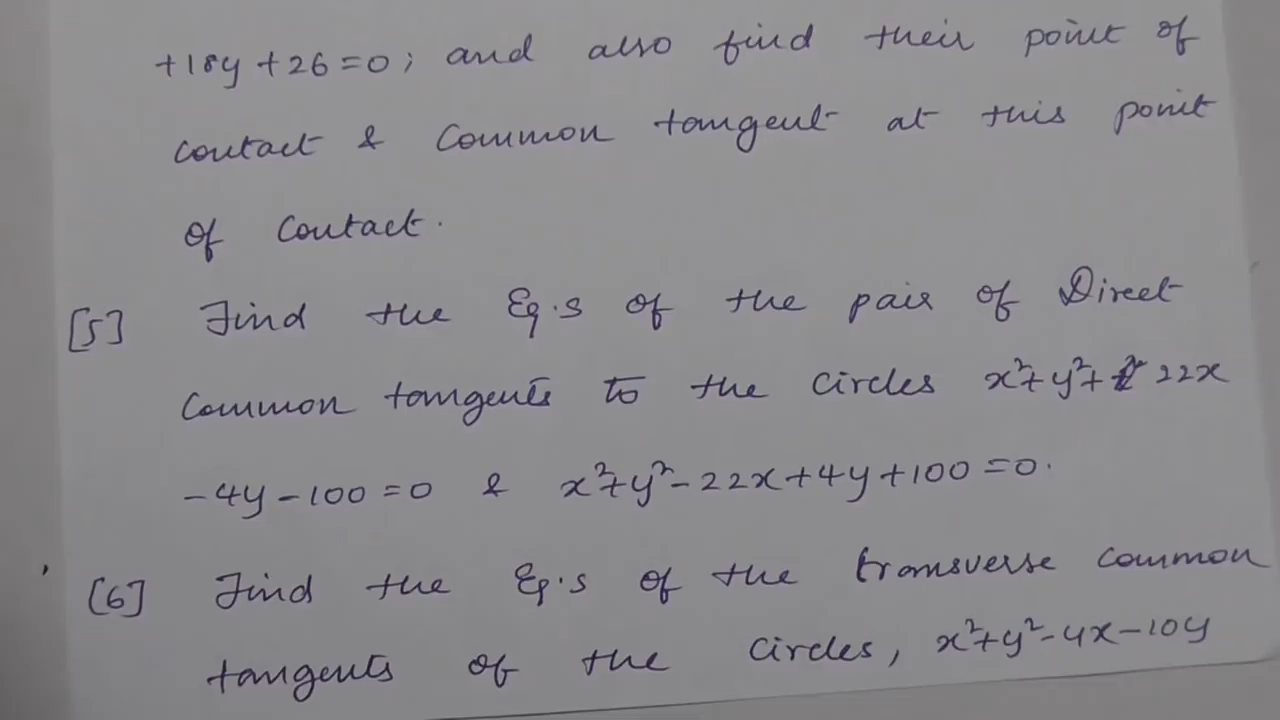 +18y+26=0; and also find their point of
contact & Common tangent at this point
of Contact.
[5] Find the Eq.s of the pair of Direct
Common tangents to the circles x²+y²+ 22x
-4y-100=0 & x²+y²-22x+4y+100=0.
[6] Find the Eq.s of the transverse common
tangents of the circles, x²+y²-4x-10y